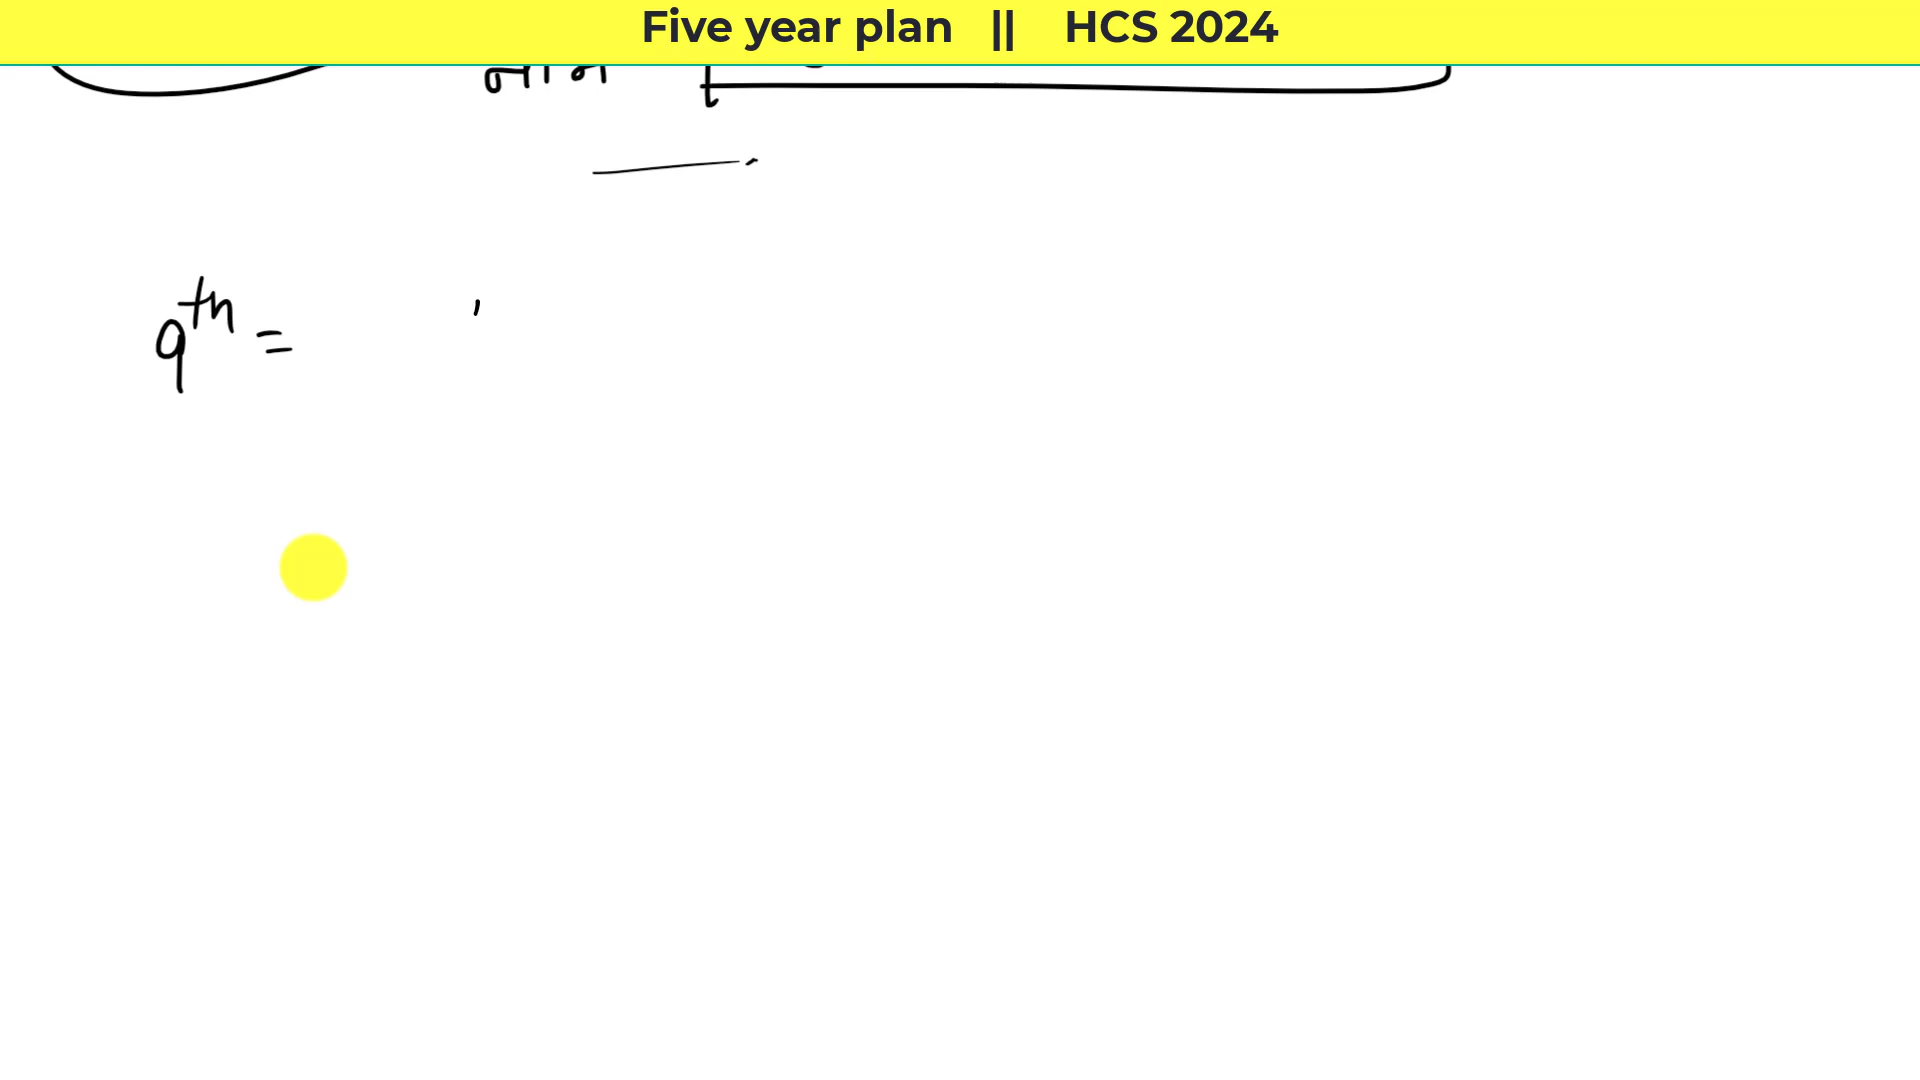 Five year plan || HCS 2024
9th =